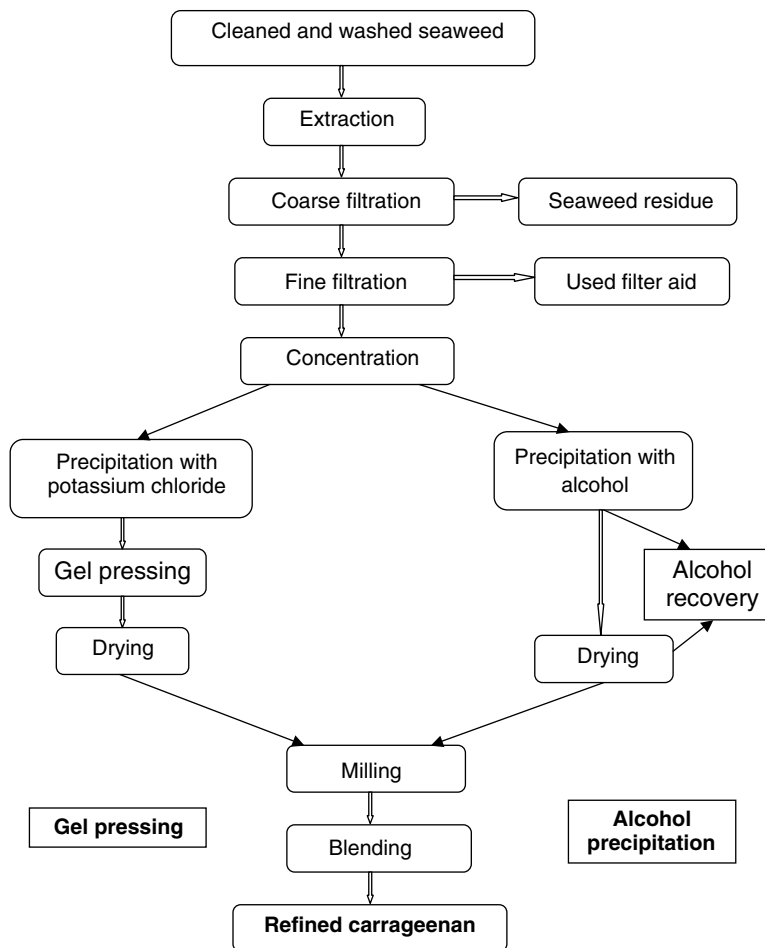 Cleaned and washed seaweed
Extraction
Coarse filtration
Seaweed residue
Fine filtration
Used filter aid
Concentration
Precipitation with
potassium chloride
Precipitation with
alcohol
Gel pressing
Alcohol
recovery
Drying
Drying
Milling
Gel pressing
Alcohol
precipitation
Blending
Refined carrageenan